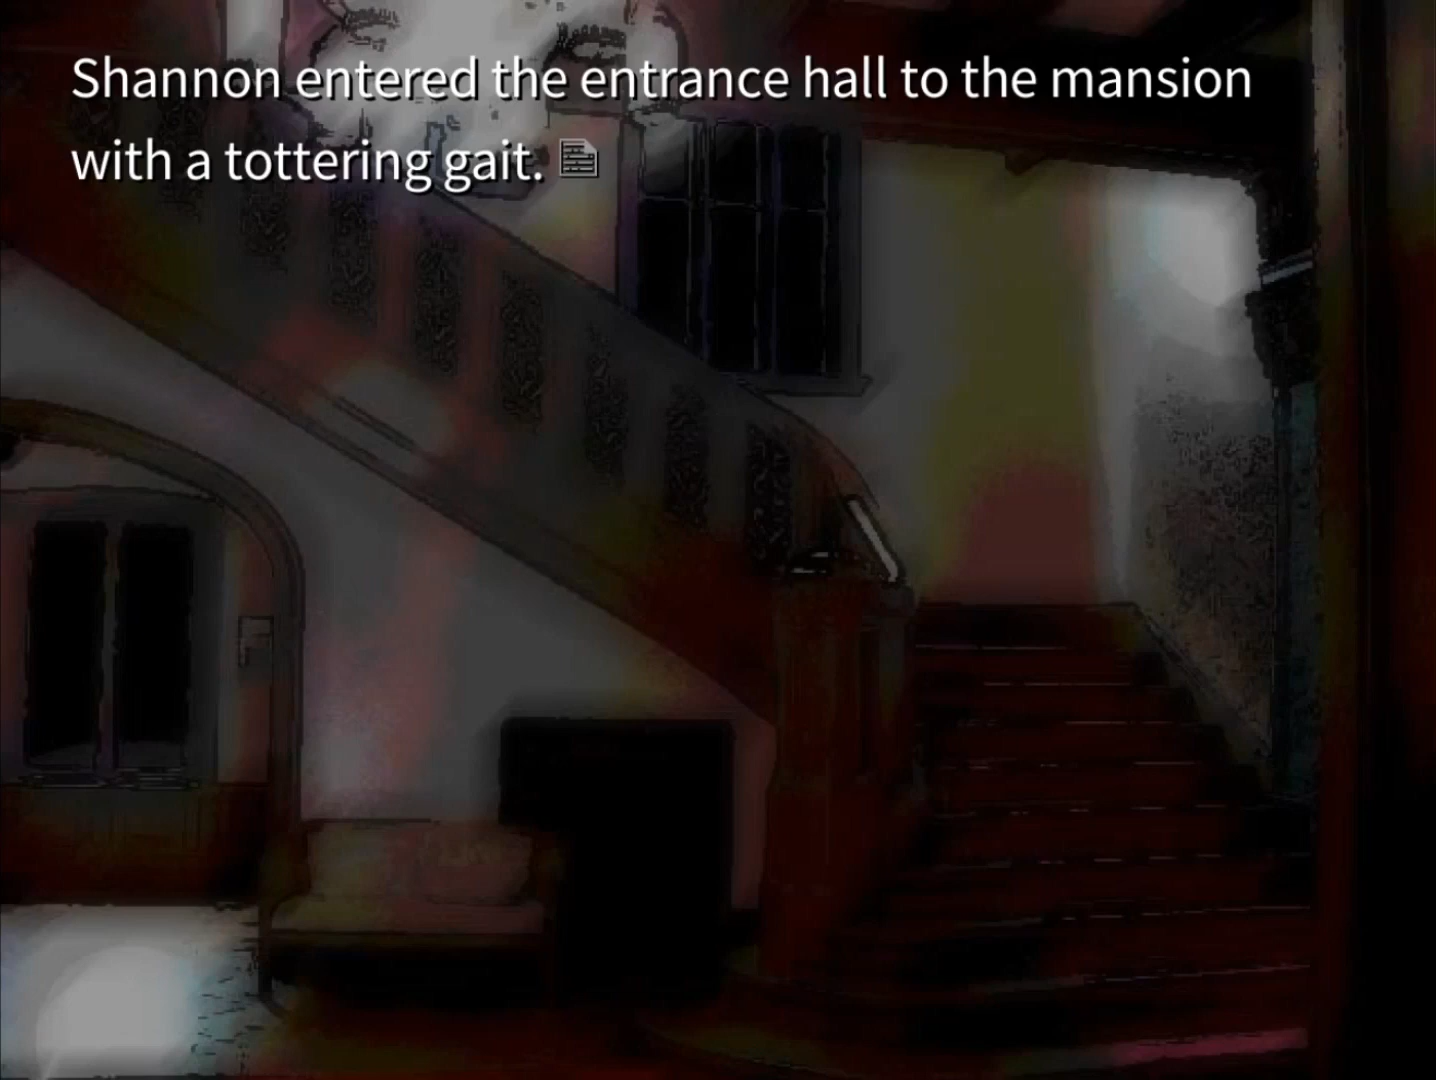 Shannon entered the entrance hall to the mansion
with a tottering gait.